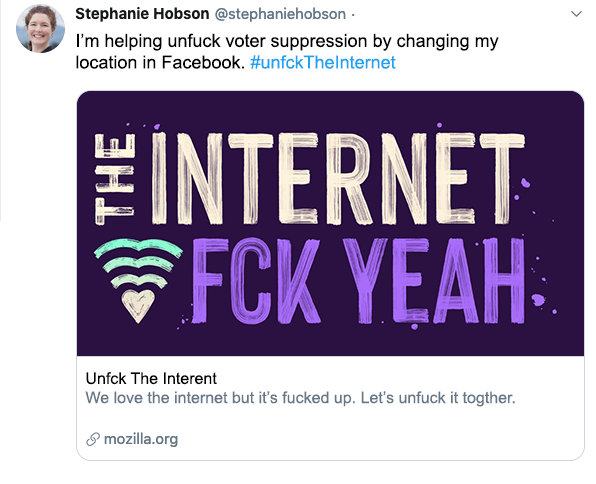 Stephanie Hobson @stephaniehobson ·
I'm helping unfuck voter suppression by changing my
location in Facebook. #unfckTheInternet
THE INTERNET
FCK YEAH
Unfck The Interent
We love the internet but it's fucked up. Let's unfuck it togther.
mozilla.org